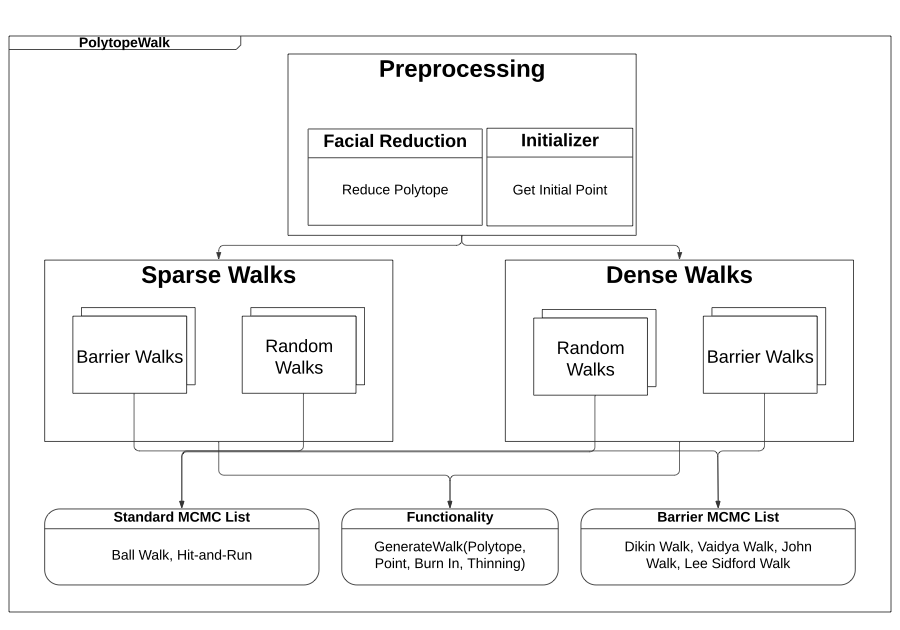 PolytopeWalk
Preprocessing
Facial Reduction
Reduce Polytope
Initializer
Get Initial Point
Sparse Walks
Barrier Walks
Random
Walks
Dense Walks
Random
Walks
Barrier Walks
Standard MCMC List
Ball Walk, Hit-and-Run
Functionality
GenerateWalk(Polytope,
Point, Burn In, Thinning)
Barrier MCMC List
Dikin Walk, Vaidya Walk, John
Walk, Lee Sidford Walk